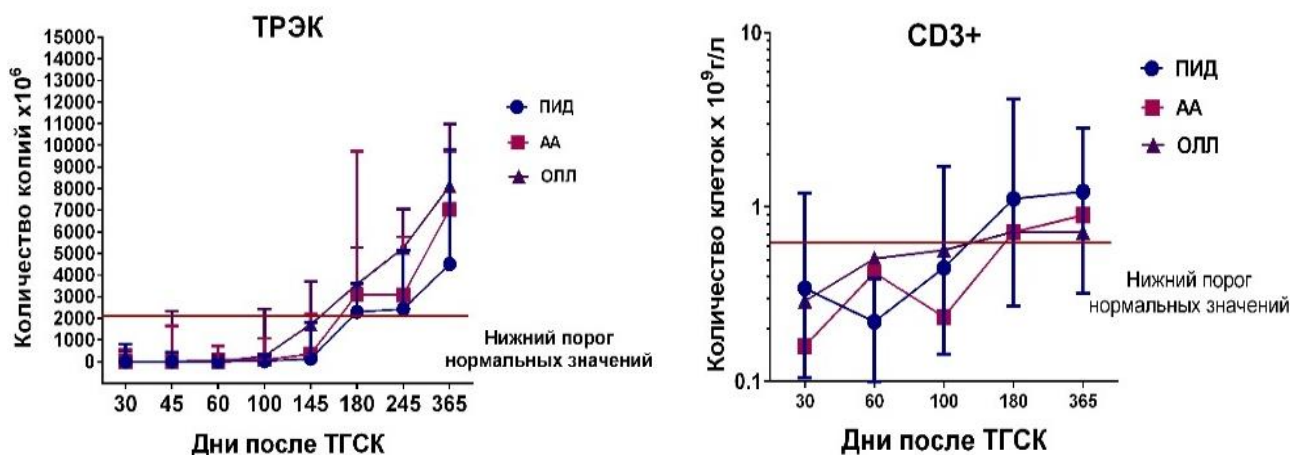 ТРЭК
Количество копий x10⁶
15000
14000
13000
12000
11000
10000
9000
8000
7000
6000
5000
4000
3000
2000
1000
0
30 45 60 100 145 180 245 365
Дни после ТГСК
ПИД
АА
ОЛЛ
Нижний порог
нормальных значений
CD3+
Количество клеток x 10⁹г/л
10
1
0.1
30 60 100 180 365
Дни после ТГСК
ПИД
АА
ОЛЛ
Нижний порог
нормальных значений